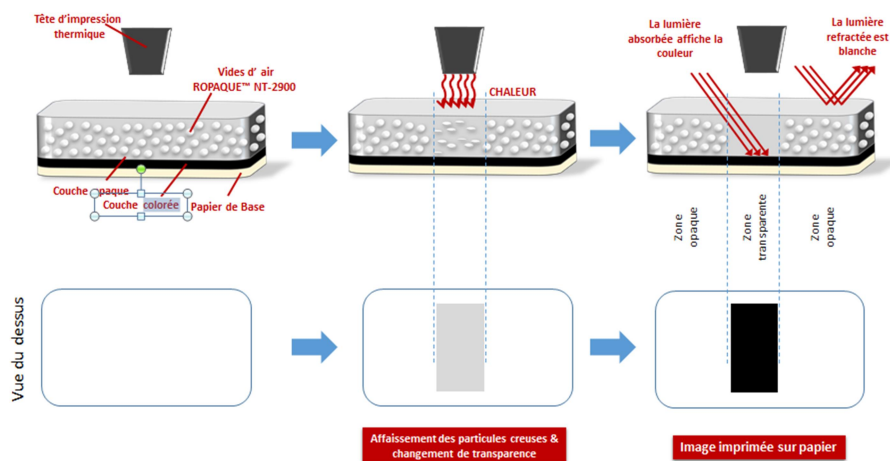 Tête d'impression
thermique
Vides d' air
ROPAQUE™ NT-2900
Couche opaque
Couche colorée
Papier de Base
CHALEUR
La lumière
absorbée affiche la
couleur
La lumière
refractée est
blanche
Zone
opaque
Zone
transparente
Zone
opaque
Vue du dessus
Affaissement des particules creuses &
changement de transparence
Image imprimée sur papier